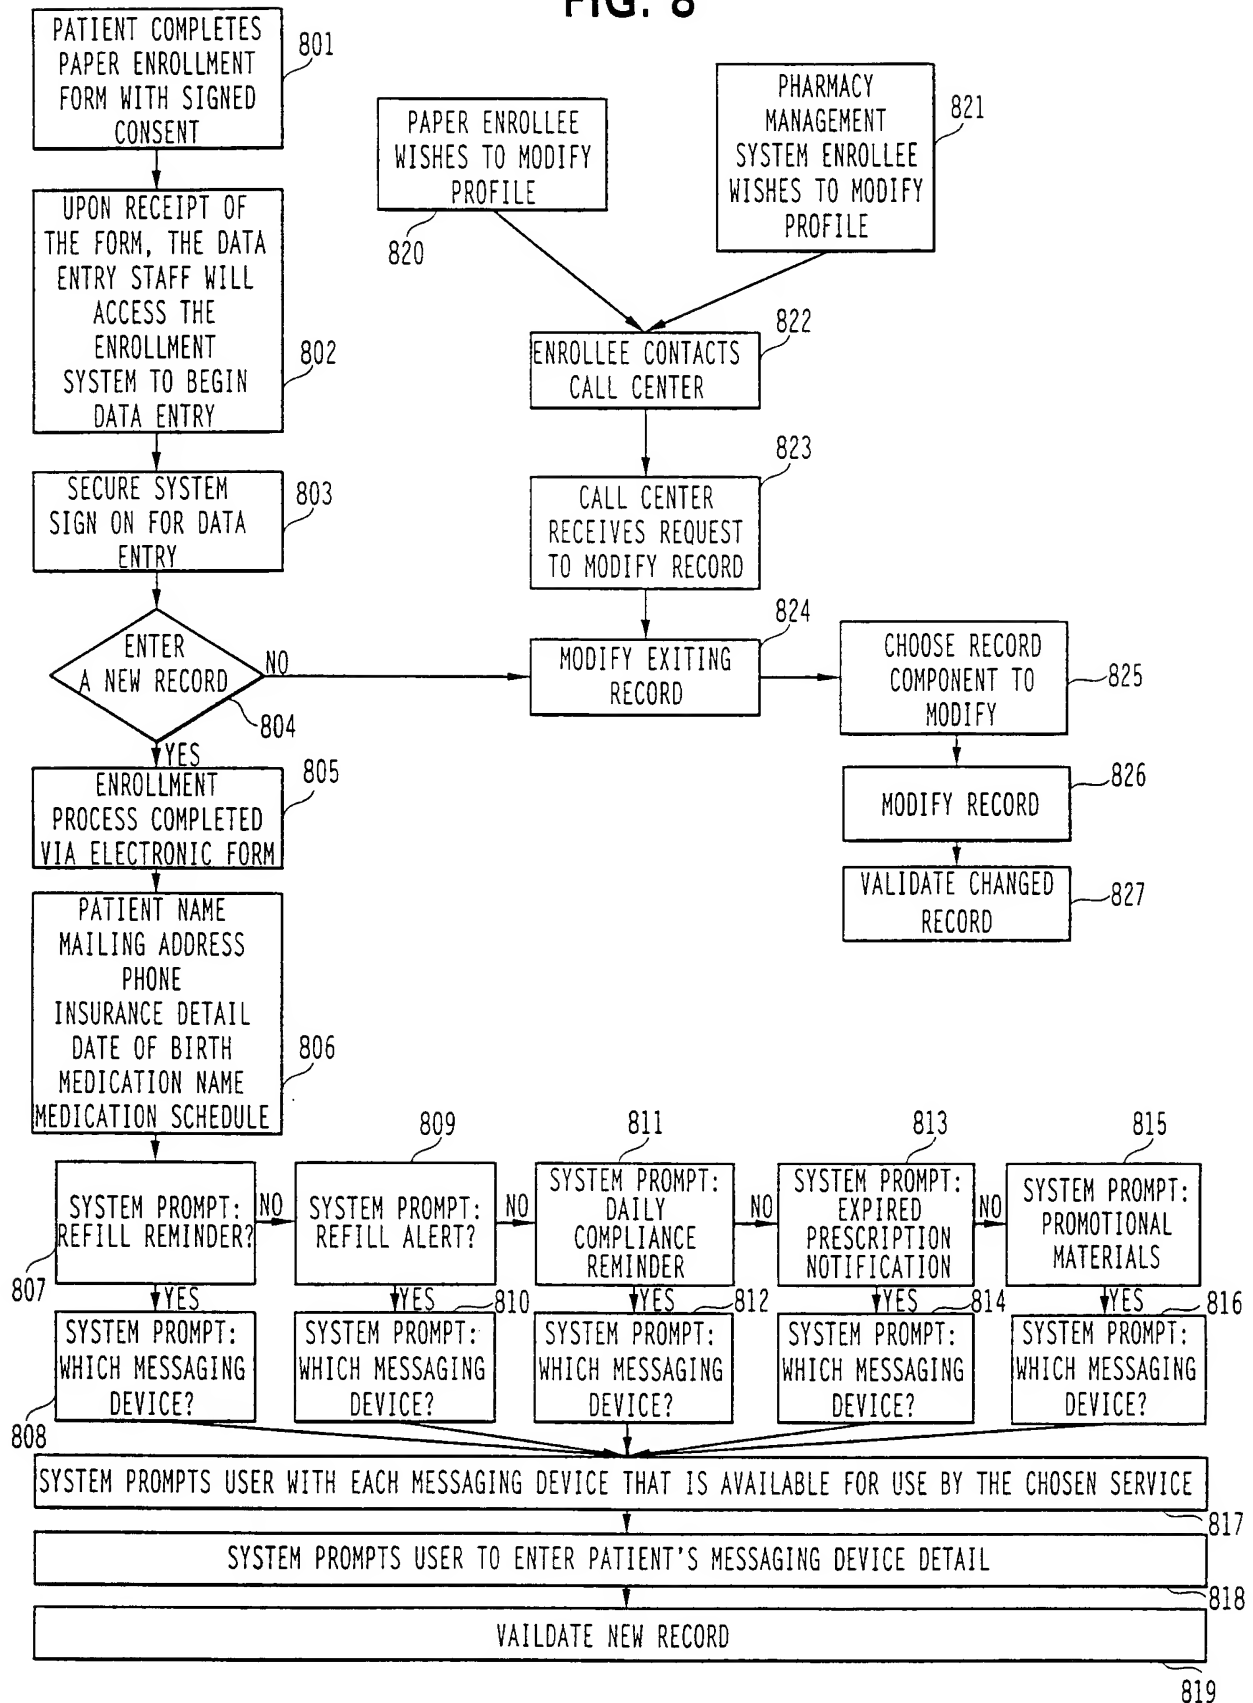 FIG. 8
PATIENT COMPLETES
PAPER ENROLLMENT
FORM WITH SIGNED
CONSENT
801
UPON RECEIPT OF
THE FORM, THE DATA
ENTRY STAFF WILL
ACCESS THE
ENROLLMENT
SYSTEM TO BEGIN
DATA ENTRY
802
SECURE SYSTEM
SIGN ON FOR DATA
ENTRY
803
ENTER
A NEW RECORD
804
NO
YES
PAPER ENROLLEE
WISHES TO MODIFY
PROFILE
820
PHARMACY
MANAGEMENT
SYSTEM ENROLLEE
WISHES TO MODIFY
PROFILE
821
ENROLLEE CONTACTS
CALL CENTER
822
CALL CENTER
RECEIVES REQUEST
TO MODIFY RECORD
823
MODIFY EXITING
RECORD
824
CHOOSE RECORD
COMPONENT TO
MODIFY
825
MODIFY RECORD
826
VALIDATE CHANGED
RECORD
827
ENROLLMENT
PROCESS COMPLETED
VIA ELECTRONIC FORM
805
PATIENT NAME
MAILING ADDRESS
PHONE
INSURANCE DETAIL
DATE OF BIRTH
MEDICATION NAME
MEDICATION SCHEDULE
806
SYSTEM PROMPT:
REFILL REMINDER?
807
NO
YES
SYSTEM PROMPT:
REFILL ALERT?
809
NO
YES
SYSTEM PROMPT:
DAILY
COMPLIANCE
REMINDER
811
NO
YES
SYSTEM PROMPT:
EXPIRED
PRESCRIPTION
NOTIFICATION
813
NO
YES
SYSTEM PROMPT:
PROMOTIONAL
MATERIALS
815
YES
SYSTEM PROMPT:
WHICH MESSAGING
DEVICE?
808
SYSTEM PROMPT:
WHICH MESSAGING
DEVICE?
810
SYSTEM PROMPT:
WHICH MESSAGING
DEVICE?
812
SYSTEM PROMPT:
WHICH MESSAGING
DEVICE?
814
SYSTEM PROMPT:
WHICH MESSAGING
DEVICE?
816
SYSTEM PROMPTS USER WITH EACH MESSAGING DEVICE THAT IS AVAILABLE FOR USE BY THE CHOSEN SERVICE
817
SYSTEM PROMPTS USER TO ENTER PATIENT'S MESSAGING DEVICE DETAIL
818
VAILDATE NEW RECORD
819